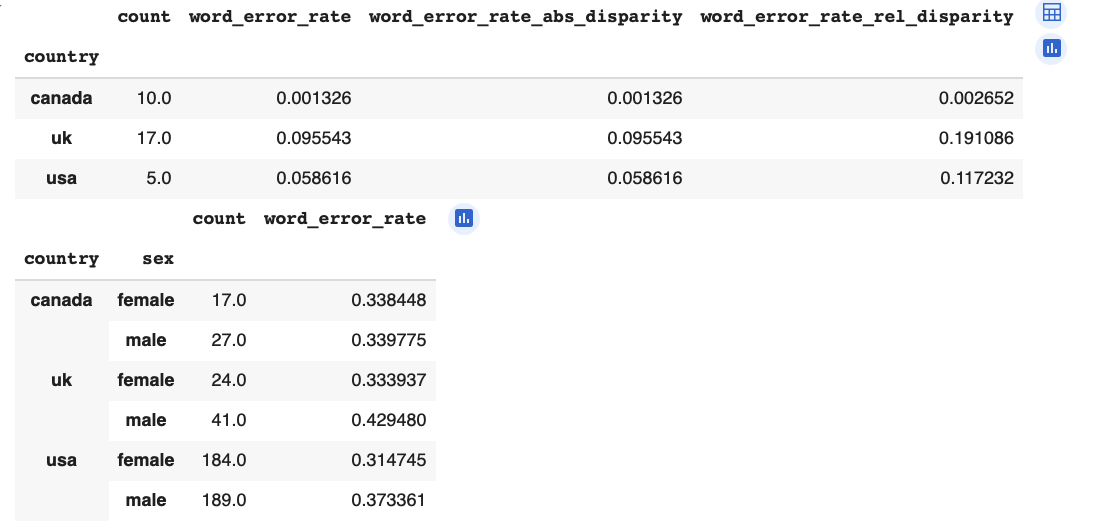 count word_error_rate word_error_rate_abs_disparity word_error_rate_rel_disparity
country
canada 10.0 0.001326 0.001326 0.002652
uk 17.0 0.095543 0.095543 0.191086
usa 5.0 0.058616 0.058616 0.117232
count word_error_rate
country sex
canada female 17.0 0.338448
male 27.0 0.339775
uk female 24.0 0.333937
male 41.0 0.429480
usa female 184.0 0.314745
male 189.0 0.373361